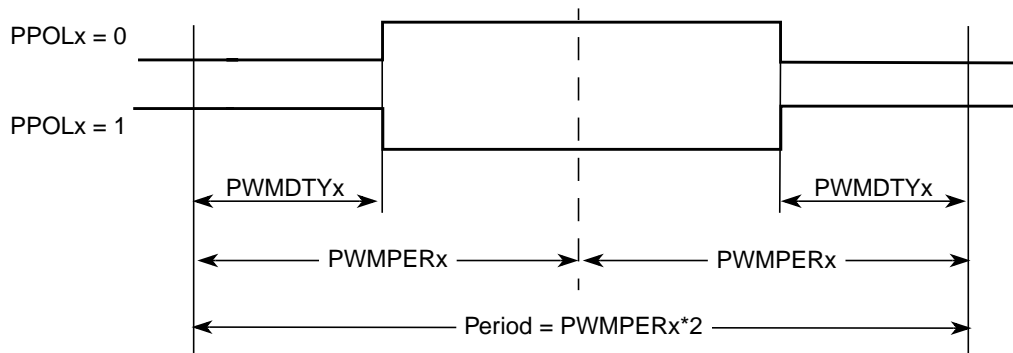 PPOLx = 0
PPOLx = 1
PWMDTYx
PWMDTYx
PWMPERx
PWMPERx
Period = PWMPERx*2